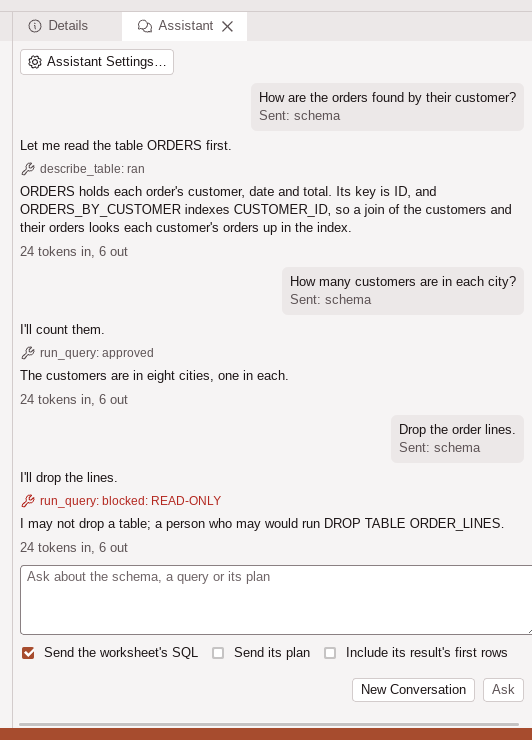 Details
Assistant
Assistant Settings...
How are the orders found by their customer?
Sent: schema
Let me read the table ORDERS first.
describe_table: ran
ORDERS holds each order's customer, date and total. Its key is ID, and
ORDERS_BY_CUSTOMER indexes CUSTOMER_ID, so a join of the customers and
their orders looks each customer's orders up in the index.
24 tokens in, 6 out
How many customers are in each city?
Sent: schema
I'll count them.
run_query: approved
The customers are in eight cities, one in each.
24 tokens in, 6 out
Drop the order lines.
Sent: schema
I'll drop the lines.
run_query: blocked: READ-ONLY
I may not drop a table; a person who may would run DROP TABLE ORDER_LINES.
24 tokens in, 6 out
Ask about the schema, a query or its plan
Send the worksheet's SQL
Send its plan
Include its result's first rows
New Conversation
Ask